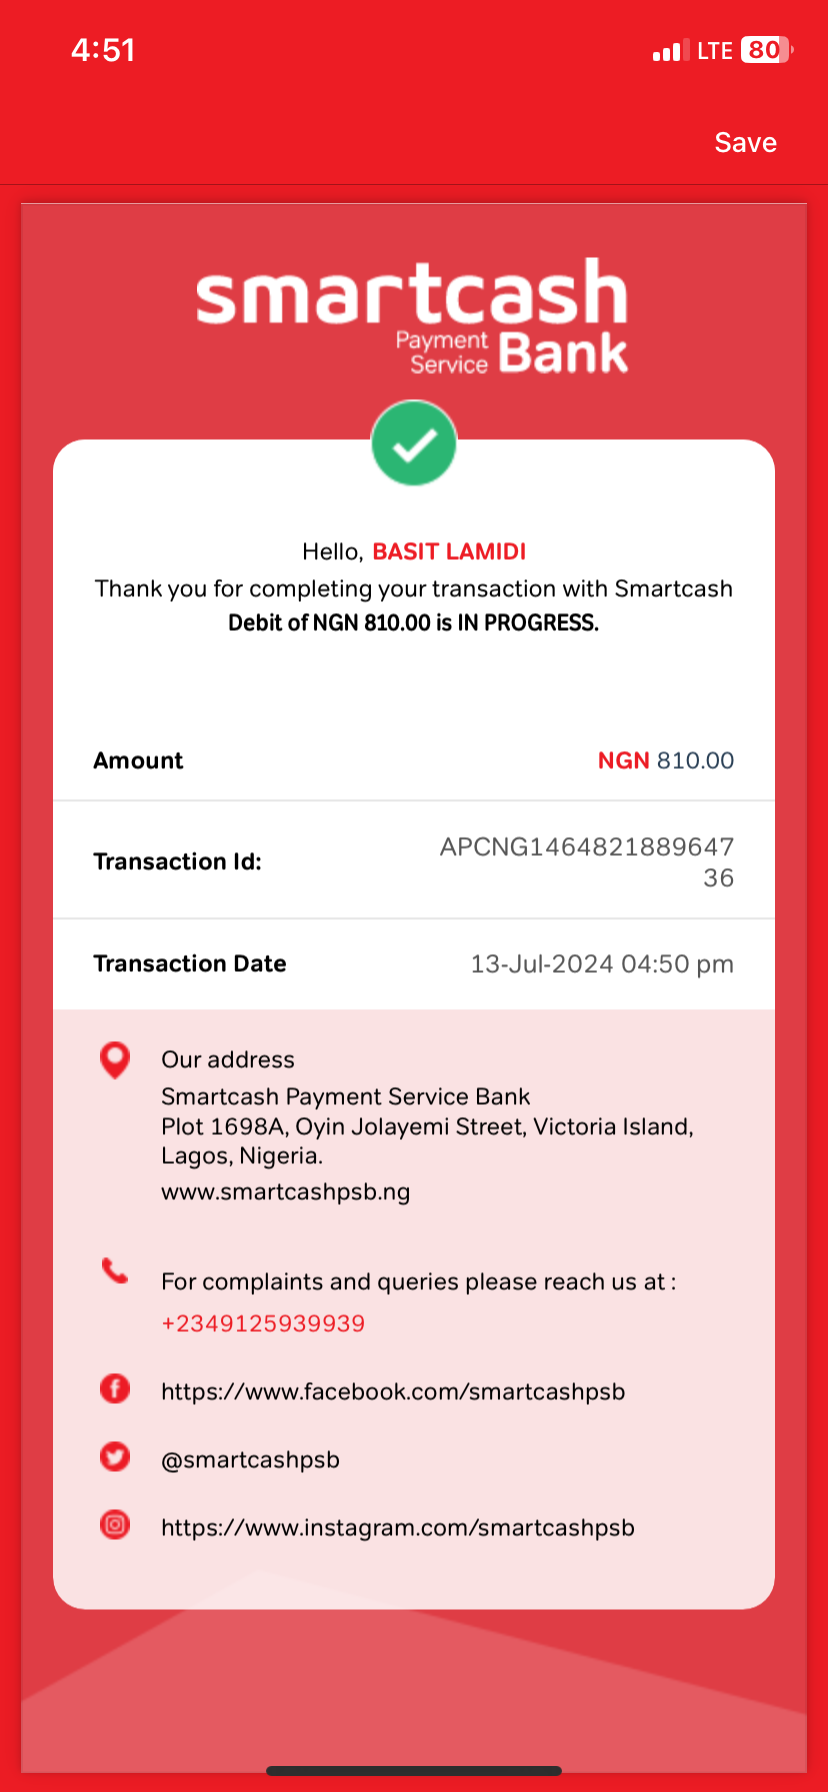 4:51
LTE 80
Save
smartcash
Payment
Service Bank
Hello, BASIT LAMIDI
Thank you for completing your transaction with Smartcash
Debit of NGN 810.00 is IN PROGRESS.
Amount NGN 810.00
Transaction Id: APCNG1464821889647
36
Transaction Date 13-Jul-2024 04:50 pm
Our address
Smartcash Payment Service Bank
Plot 1698A, Oyin Jolayemi Street, Victoria Island,
Lagos, Nigeria.
www.smartcashpsb.ng
For complaints and queries please reach us at :
+2349125939939
https://www.facebook.com/smartcashpsb
@smartcashpsb
https://www.instagram.com/smartcashpsb